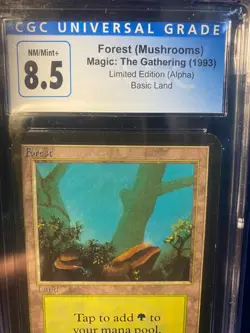 CGC UNIVERSAL GRADE
NM/Mint+
8.5
Forest (Mushrooms)
Magic: The Gathering (1993)
Limited Edition (Alpha)
Basic Land
Forest
Land
Tap to add to
your mana pool.